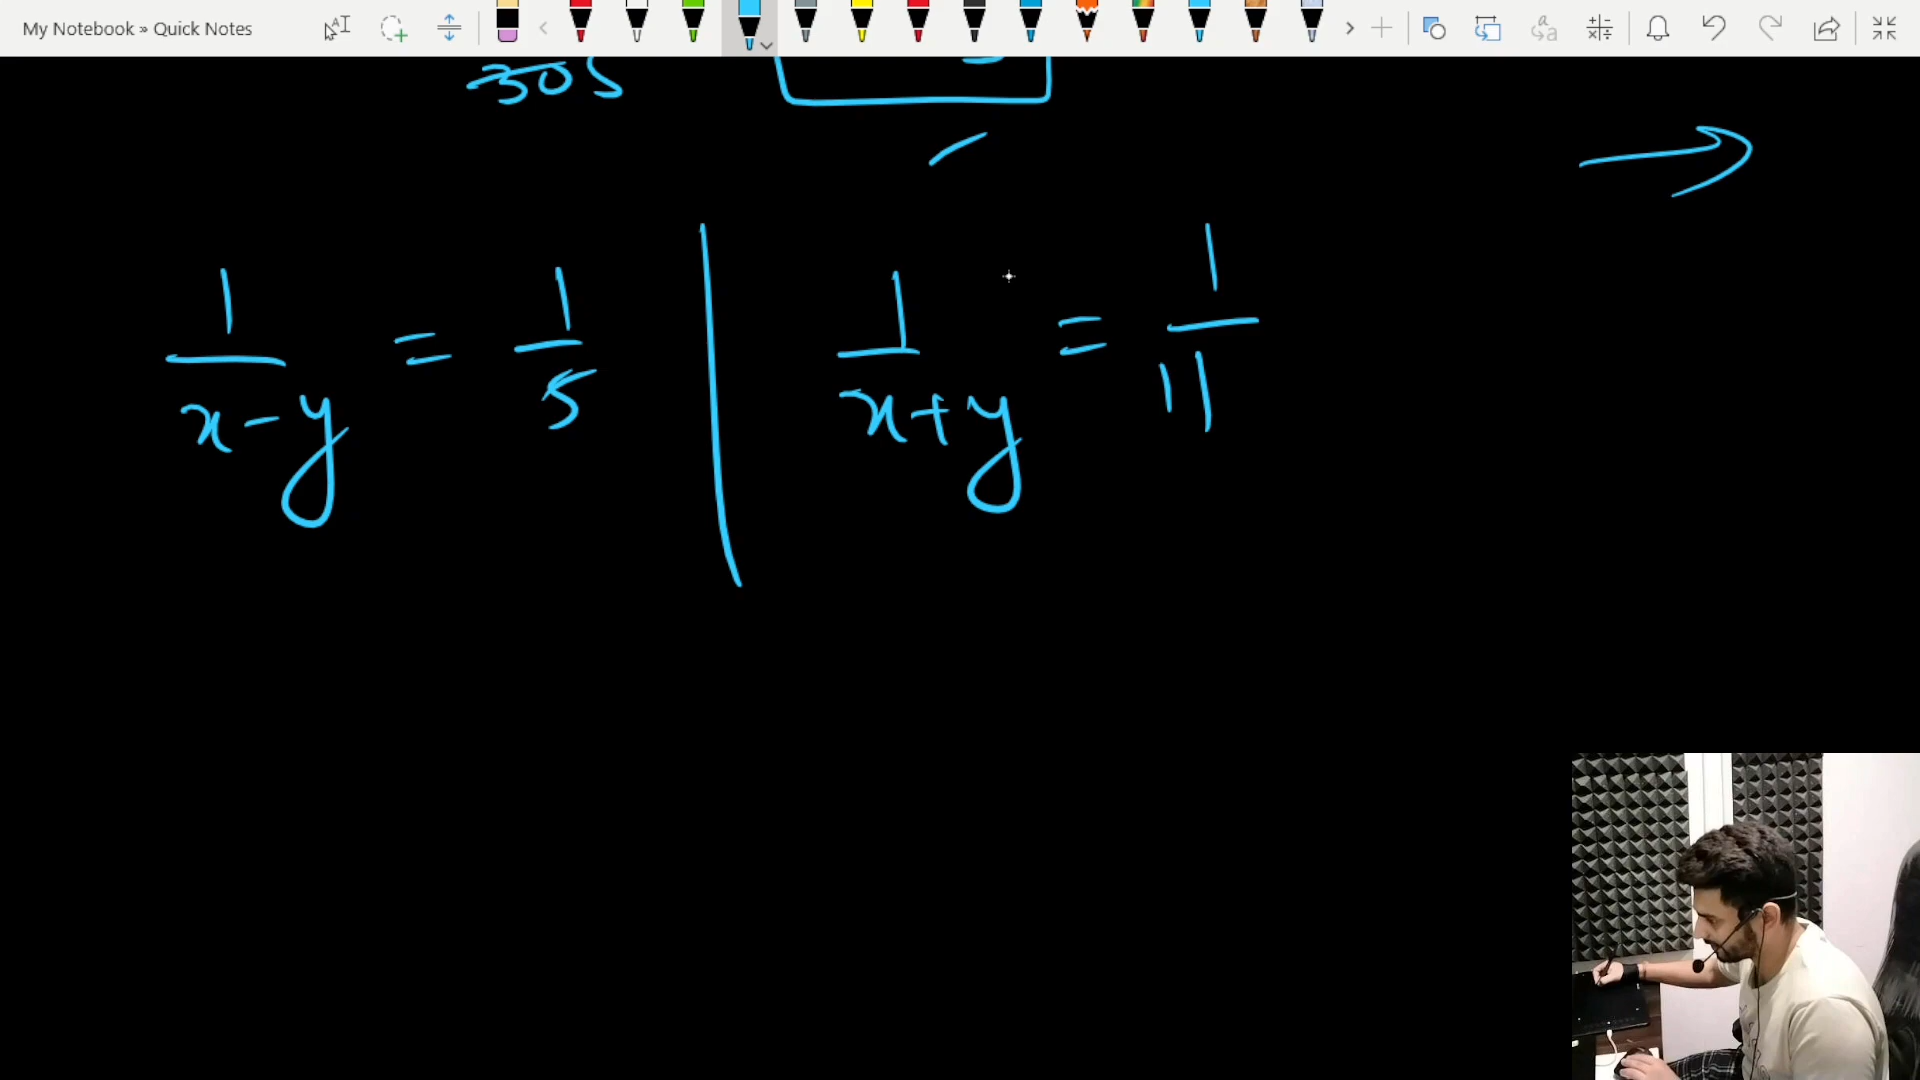 My Notebook » Quick Notes
305
1/(x-y) = 1/5 | 1/(x+y) = 1/11